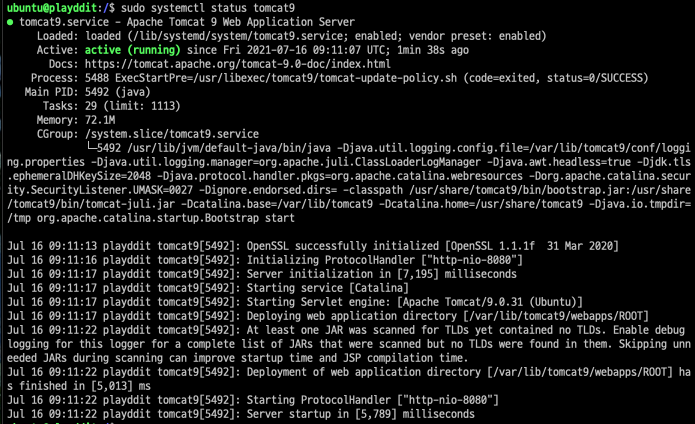 ubuntu@playddit:/$ sudo systemctl status tomcat9
● tomcat9.service - Apache Tomcat 9 Web Application Server
Loaded: loaded (/lib/systemd/system/tomcat9.service; enabled; vendor preset: enabled)
Active: active (running) since Fri 2021-07-16 09:11:07 UTC; 1min 38s ago
Docs: https://tomcat.apache.org/tomcat-9.0-doc/index.html
Process: 5488 ExecStartPre=/usr/libexec/tomcat9/tomcat-update-policy.sh (code=exited, status=0/SUCCESS)
Main PID: 5492 (java)
Tasks: 29 (limit: 1113)
Memory: 72.1M
CGroup: /system.slice/tomcat9.service
└─5492 /usr/lib/jvm/default-java/bin/java -Djava.util.logging.config.file=/var/lib/tomcat9/conf/loggi
ng.properties -Djava.util.logging.manager=org.apache.juli.ClassLoaderLogManager -Djava.awt.headless=true -Djdk.tls
.ephemeralDHKeySize=2048 -Djava.protocol.handler.pkgs=org.apache.catalina.webresources -Dorg.apache.catalina.secur
ity.SecurityListener.UMASK=0027 -Dignore.endorsed.dirs= -classpath /usr/share/tomcat9/bin/bootstrap.jar:/usr/share
/tomcat9/bin/tomcat-juli.jar -Dcatalina.base=/var/lib/tomcat9 -Dcatalina.home=/usr/share/tomcat9 -Djava.io.tmpdir=
/tmp org.apache.catalina.startup.Bootstrap start
Jul 16 09:11:13 playddit tomcat9[5492]: OpenSSL successfully initialized [OpenSSL 1.1.1f  31 Mar 2020]
Jul 16 09:11:16 playddit tomcat9[5492]: Initializing ProtocolHandler ["http-nio-8080"]
Jul 16 09:11:17 playddit tomcat9[5492]: Server initialization in [7,195] milliseconds
Jul 16 09:11:17 playddit tomcat9[5492]: Starting service [Catalina]
Jul 16 09:11:17 playddit tomcat9[5492]: Starting Servlet engine: [Apache Tomcat/9.0.31 (Ubuntu)]
Jul 16 09:11:17 playddit tomcat9[5492]: Deploying web application directory [/var/lib/tomcat9/webapps/ROOT]
Jul 16 09:11:22 playddit tomcat9[5492]: At least one JAR was scanned for TLDs yet contained no TLDs. Enable debug
logging for this logger for a complete list of JARs that were scanned but no TLDs were found in them. Skipping unn
eeded JARs during scanning can improve startup time and JSP compilation time.
Jul 16 09:11:22 playddit tomcat9[5492]: Deployment of web application directory [/var/lib/tomcat9/webapps/ROOT] ha
s finished in [5,013] ms
Jul 16 09:11:22 playddit tomcat9[5492]: Starting ProtocolHandler ["http-nio-8080"]
Jul 16 09:11:22 playddit tomcat9[5492]: Server startup in [5,789] milliseconds